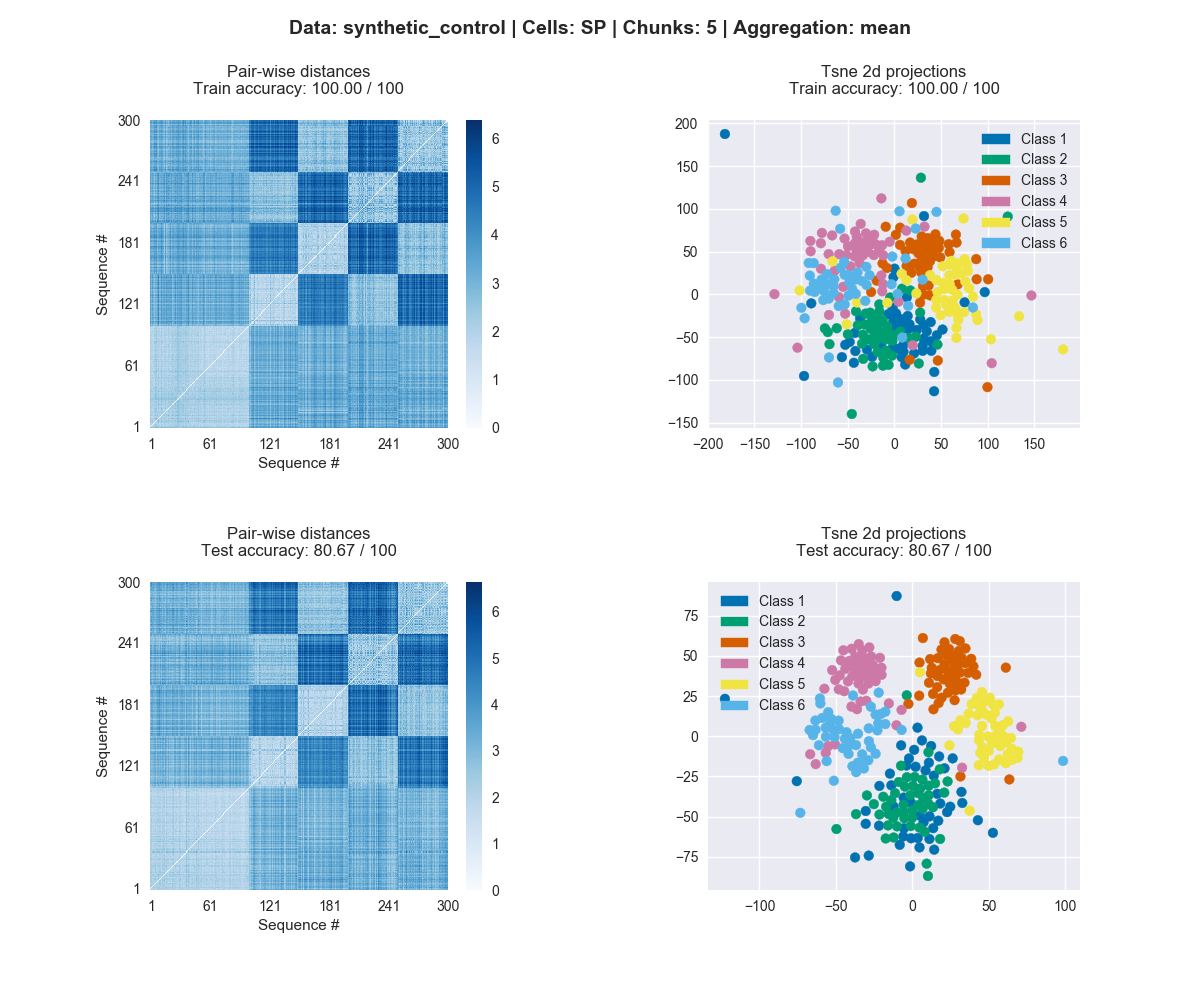 Data: synthetic_control | Cells: SP | Chunks: 5 | Aggregation: mean
Pair-wise distances
Train accuracy: 100.00 / 100
300
241
181
121
61
1
Sequence #
1 61 121 181 241 300
Sequence #
6
5
4
3
2
1
0
Tsne 2d projections
Train accuracy: 100.00 / 100
200
150
100
50
0
−50
−100
−150
−200 −150 −100 −50 0 50 100 150
Class 1
Class 2
Class 3
Class 4
Class 5
Class 6
Pair-wise distances
Test accuracy: 80.67 / 100
300
241
181
121
61
1
Sequence #
1 61 121 181 241 300
Sequence #
6
5
4
3
2
1
0
Tsne 2d projections
Test accuracy: 80.67 / 100
75
50
25
0
−25
−50
−75
−100 −50 0 50 100
Class 1
Class 2
Class 3
Class 4
Class 5
Class 6